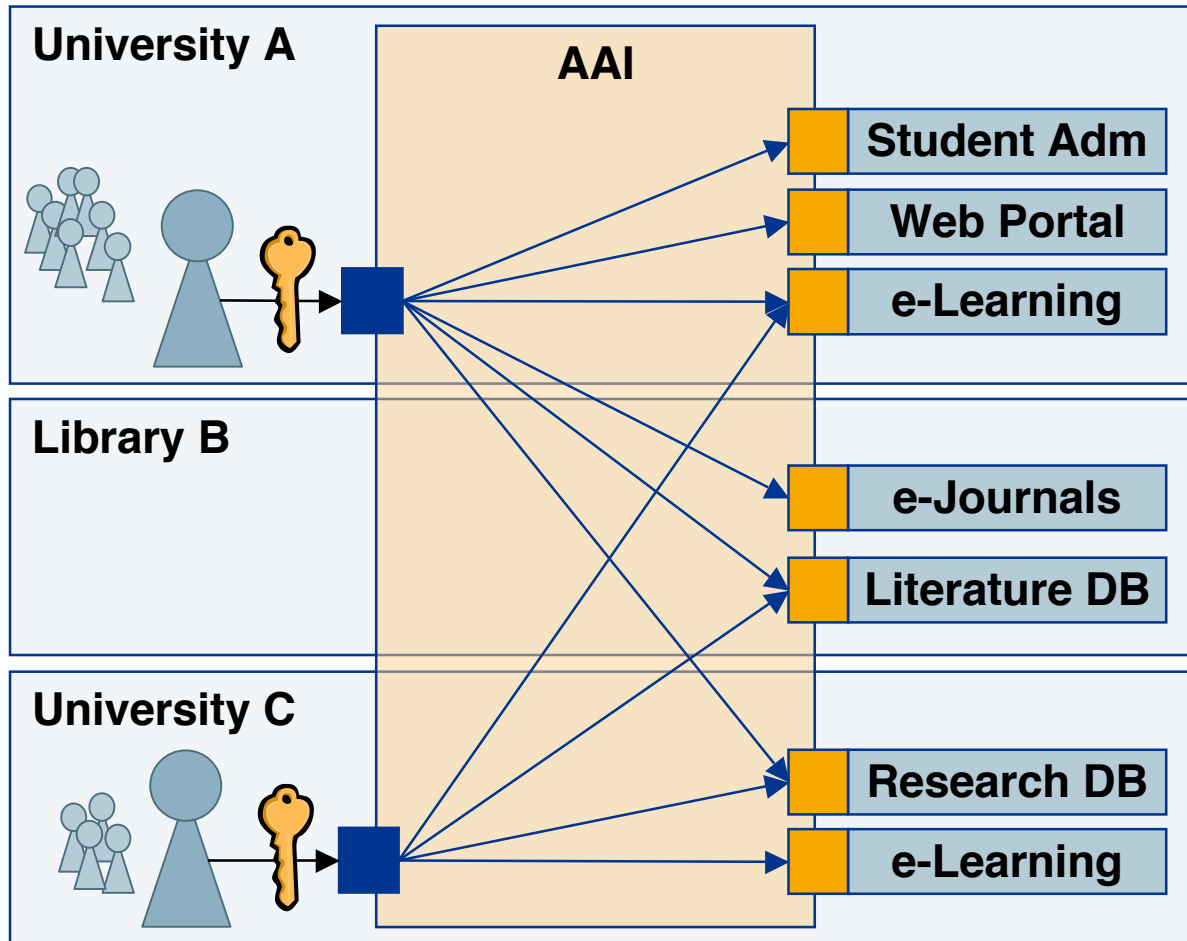 University A
AAI
Student Adm
Web Portal
e-Learning
Library B
e-Journals
Literature DB
University C
Research DB
e-Learning